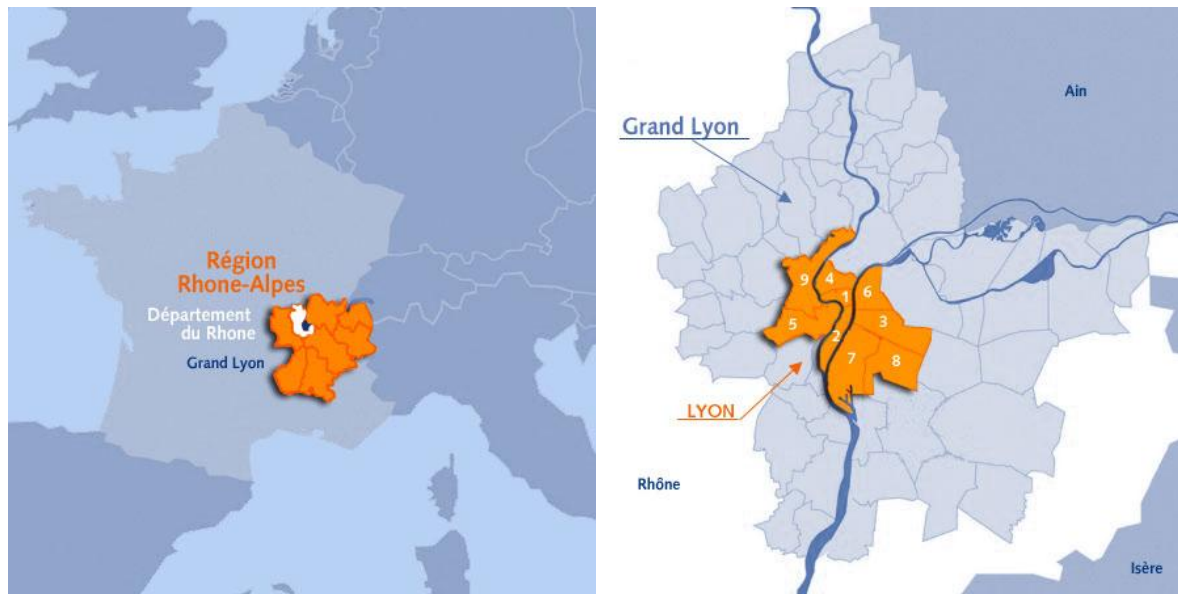 Région
Rhone-Alpes
Département
du Rhone
Grand Lyon
Ain
Grand Lyon
9
4
1
6
5
2
3
7
8
LYON
Rhône
Isère